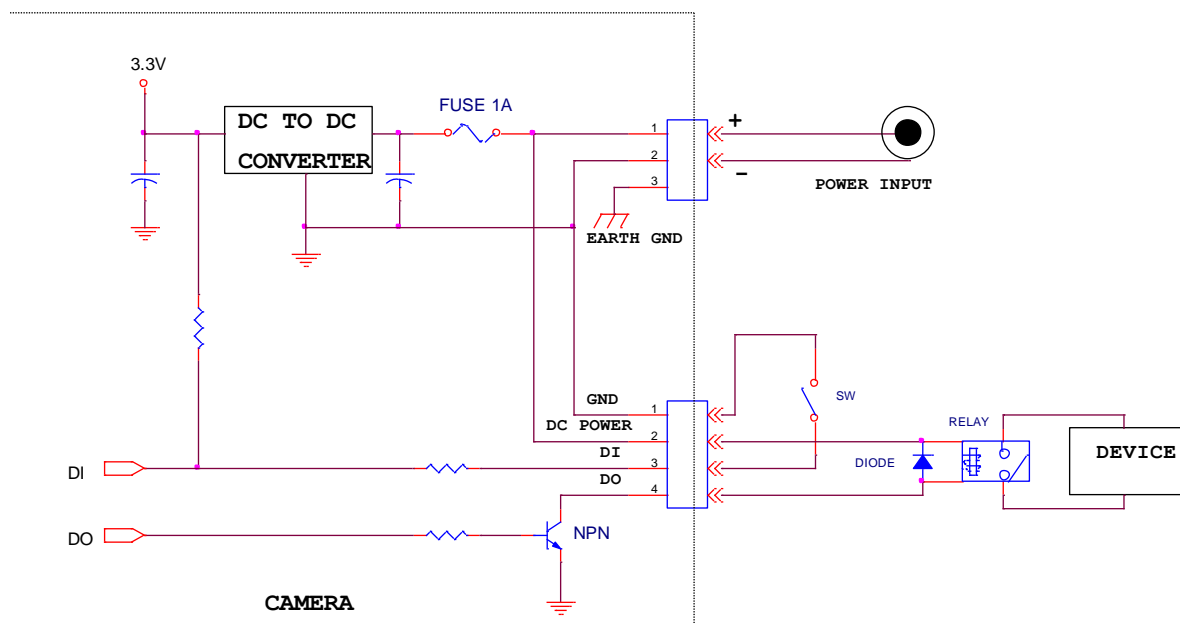 3.3V
FUSE 1A
DC TO DC
CONVERTER
1
2
3
+
-
POWER INPUT
EARTH GND
GND
DC POWER
DI
DO
1
2
3
4
SW
RELAY
DIODE
DEVICE
DI
DO
NPN
CAMERA